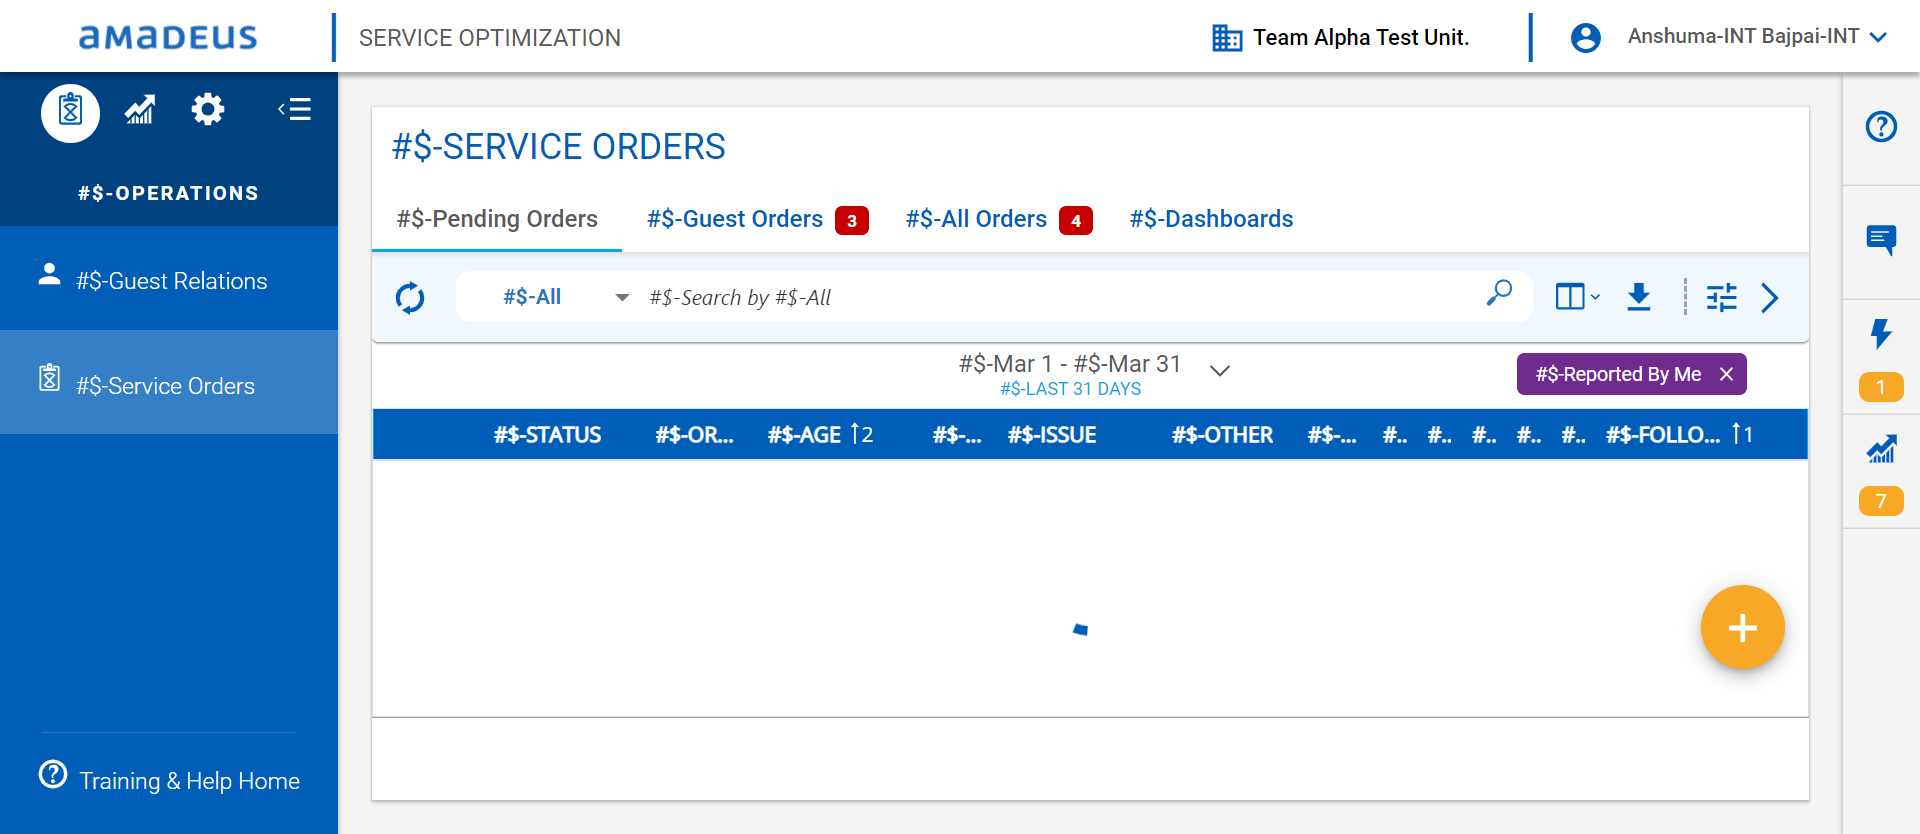 aMaDEUS
SERVICE OPTIMIZATION
Team Alpha Test Unit.
Anshuma-INT Bajpai-INT
#$-OPERATIONS
#$-Guest Relations
#$-Service Orders
Training & Help Home
#$-SERVICE ORDERS
#$-Pending Orders #$-Guest Orders 3 #$-All Orders 4 #$-Dashboards
#$-All #$-Search by #$-All
#$-Mar 1 - #$-Mar 31
#$-LAST 31 DAYS
#$-Reported By Me
#$-STATUS #$-OR... #$-AGE 2 #$-... #$-ISSUE #$-OTHER #$-... #.. #.. #.. #.. #.. #$-FOLLO... 1
1
7